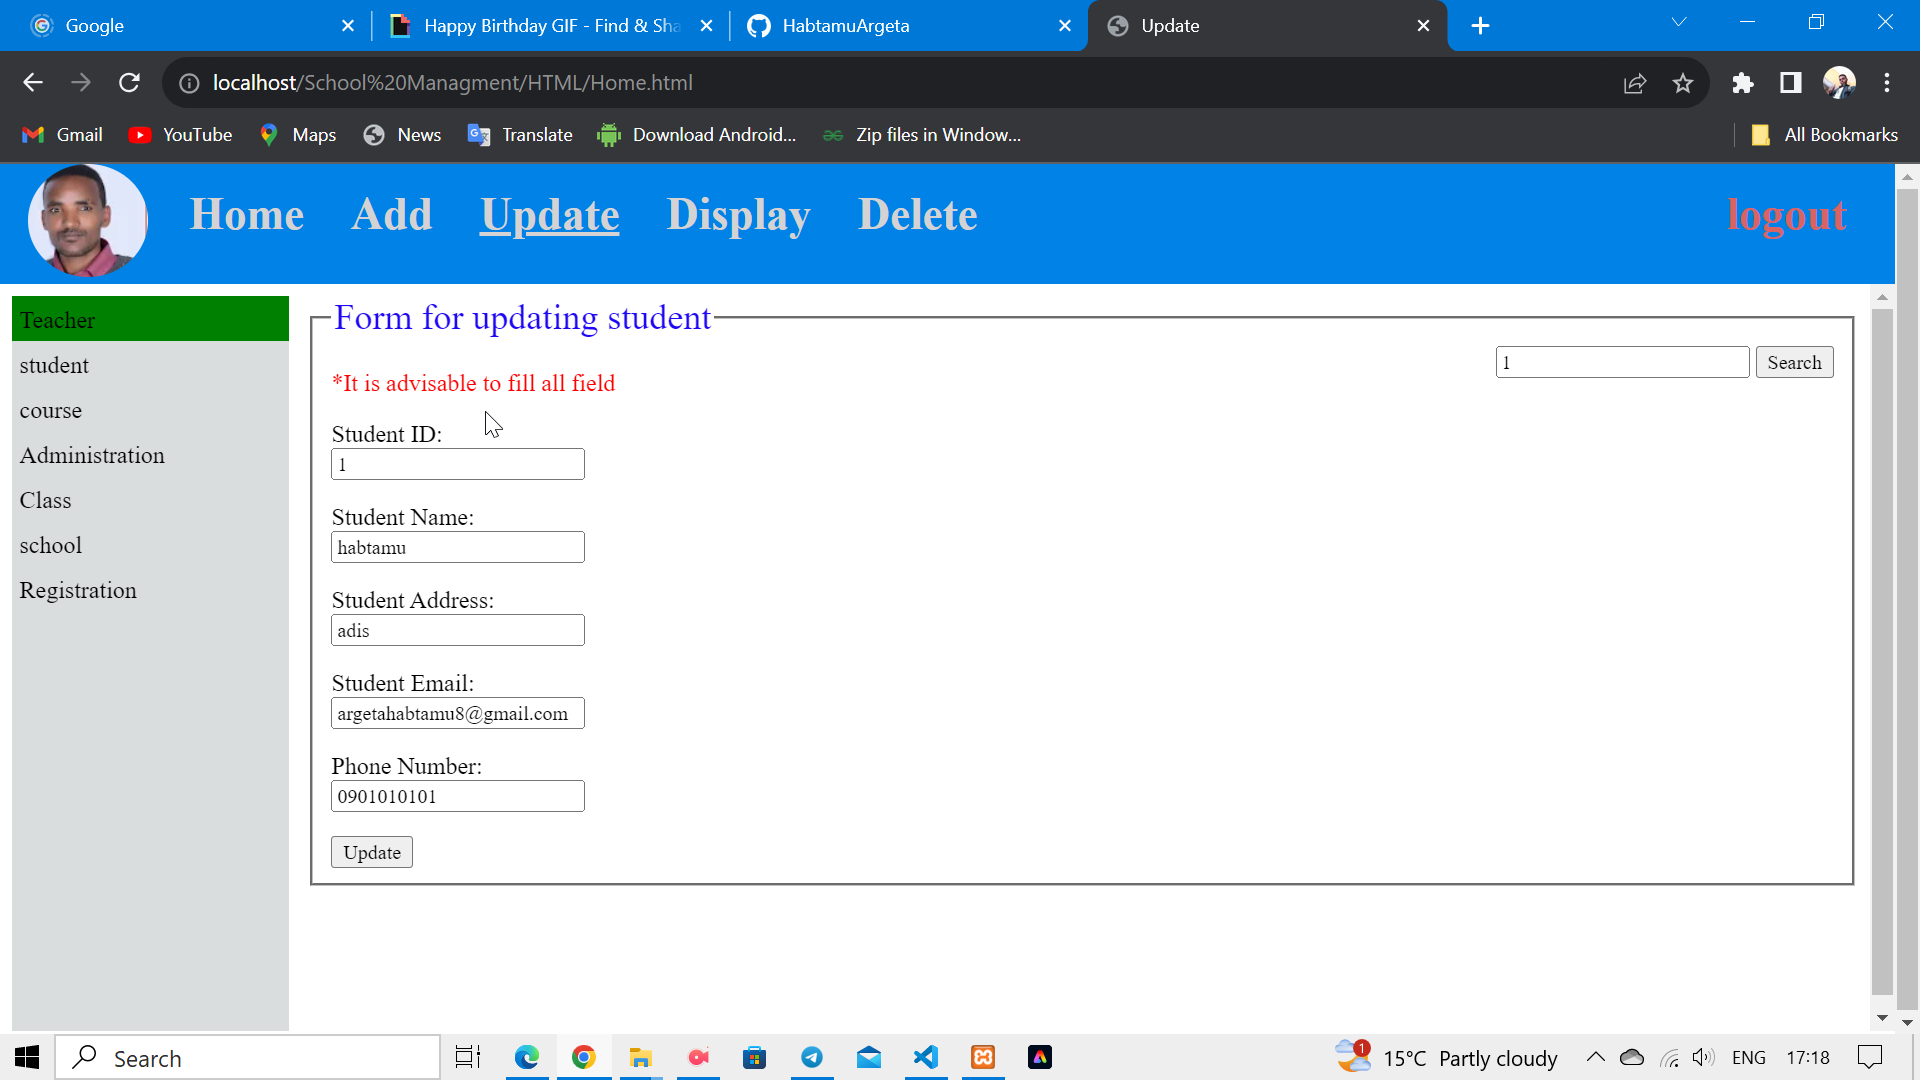 Google
Happy Birthday GIF - Find & Sha
HabtamuArgeta
Update
localhost/School%20Managment/HTML/Home.html
Gmail YouTube Maps News Translate Download Android... Zip files in Window... All Bookmarks
Home Add Update Display Delete logout
Teacher
student
course
Administration
Class
school
Registration
Form for updating student
1 Search
*It is advisable to fill all field
Student ID:
1
Student Name:
habtamu
Student Address:
adis
Student Email:
argetahabtamu8@gmail.com
Phone Number:
0901010101
Update
Search
1
15°C Partly cloudy
ENG
17:18